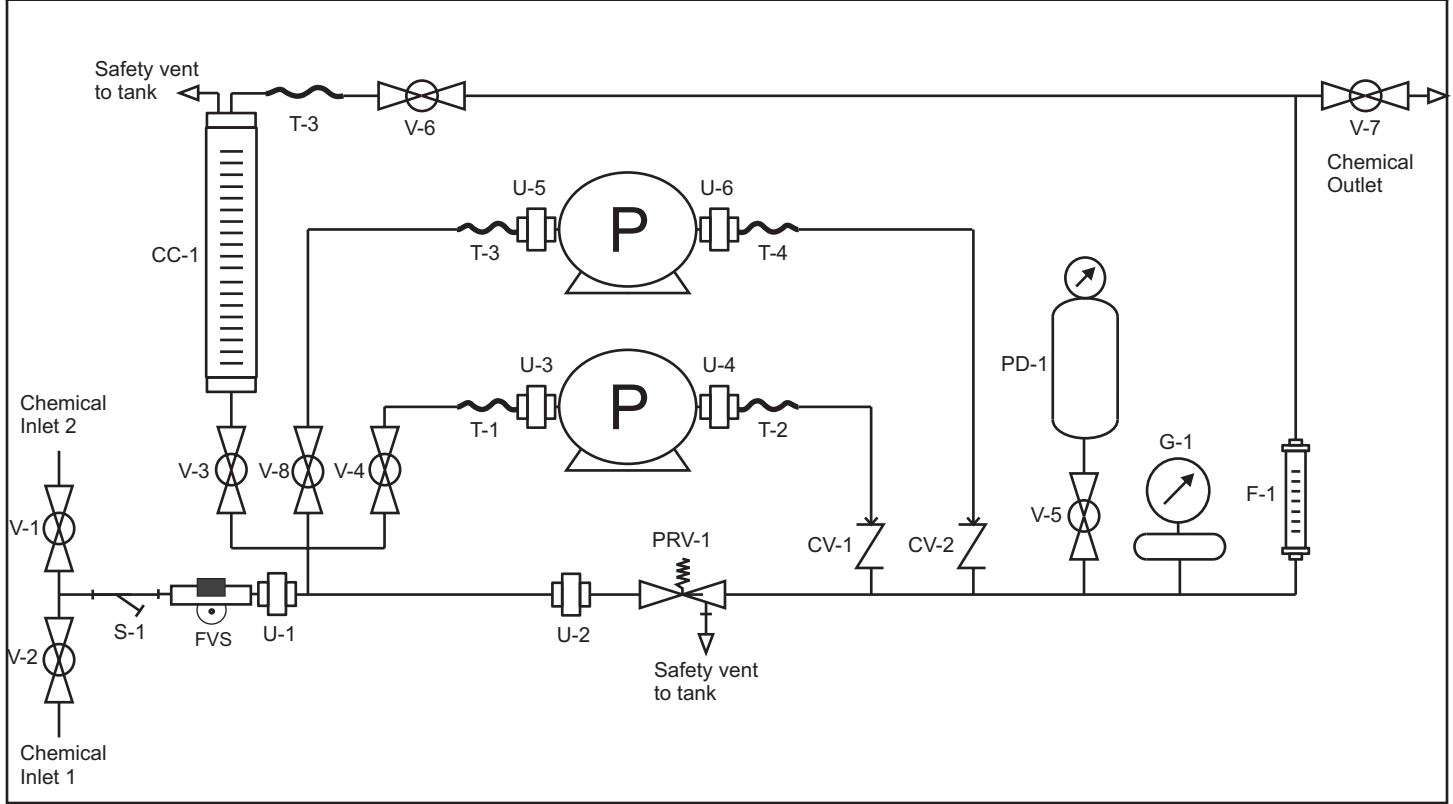 Safety vent
to tank
T-3
V-6
V-7
Chemical
Outlet
U-5
U-6
P
T-3
T-4
CC-1
U-3
U-4
P
T-1
T-2
PD-1
Chemical
Inlet 2
V-3
V-8
V-4
G-1
F-1
V-1
V-5
PRV-1
CV-1
CV-2
S-1
FVS
U-1
U-2
V-2
Safety vent
to tank
Chemical
Inlet 1